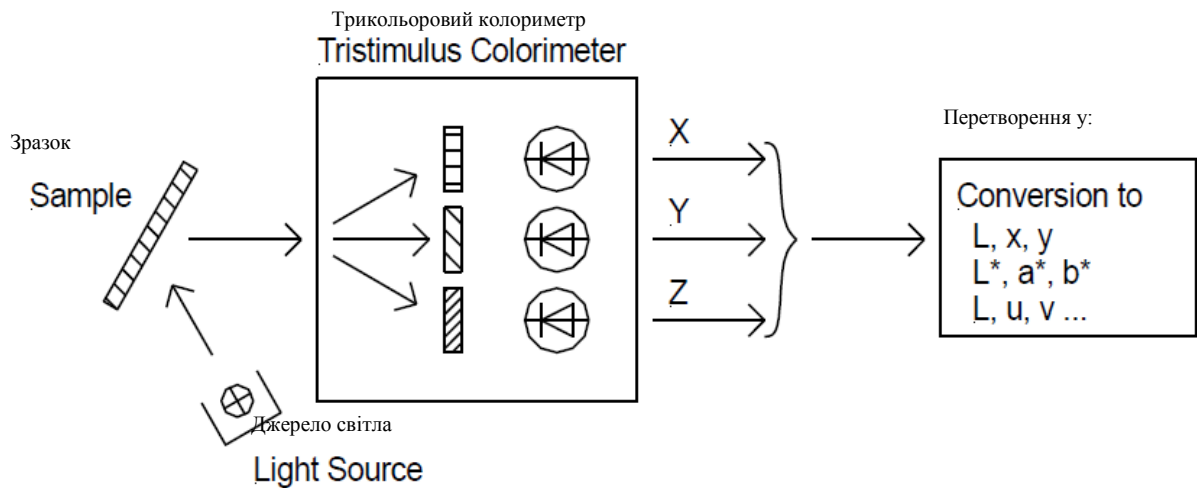 Трикольоровий колориметр
Tristimulus Colorimeter
Зразок
Sample
X
Y
Z
Перетворення у:
Conversion to
L, x, y
L*, a*, b*
L, u, v ...
Джерело світла
Light Source